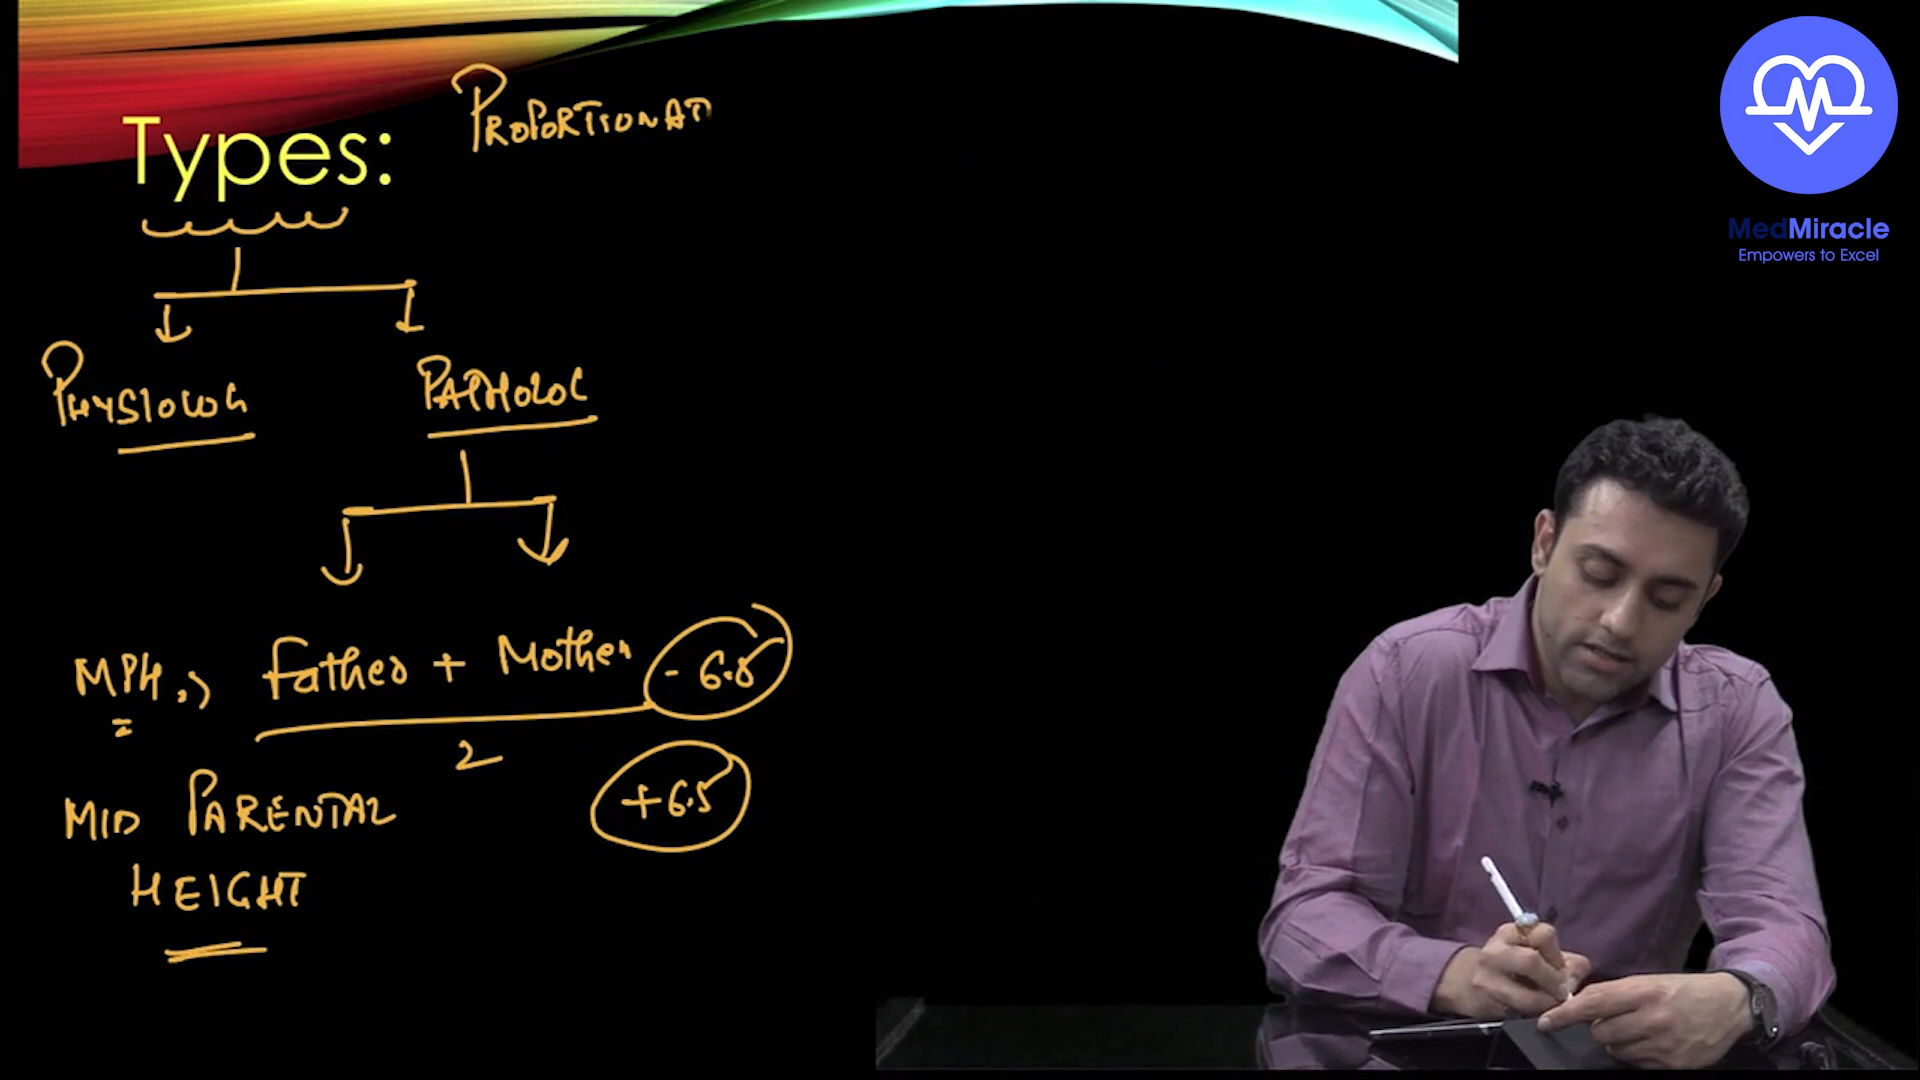 PROPORTIONAT
Types:
PHYSIOLOG
PATHOLOG
MPH
Father + Mother - 6.5
2
+ 6.5
MID PARENTAL
HEIGHT
MedMiracle
Empowers to Excel